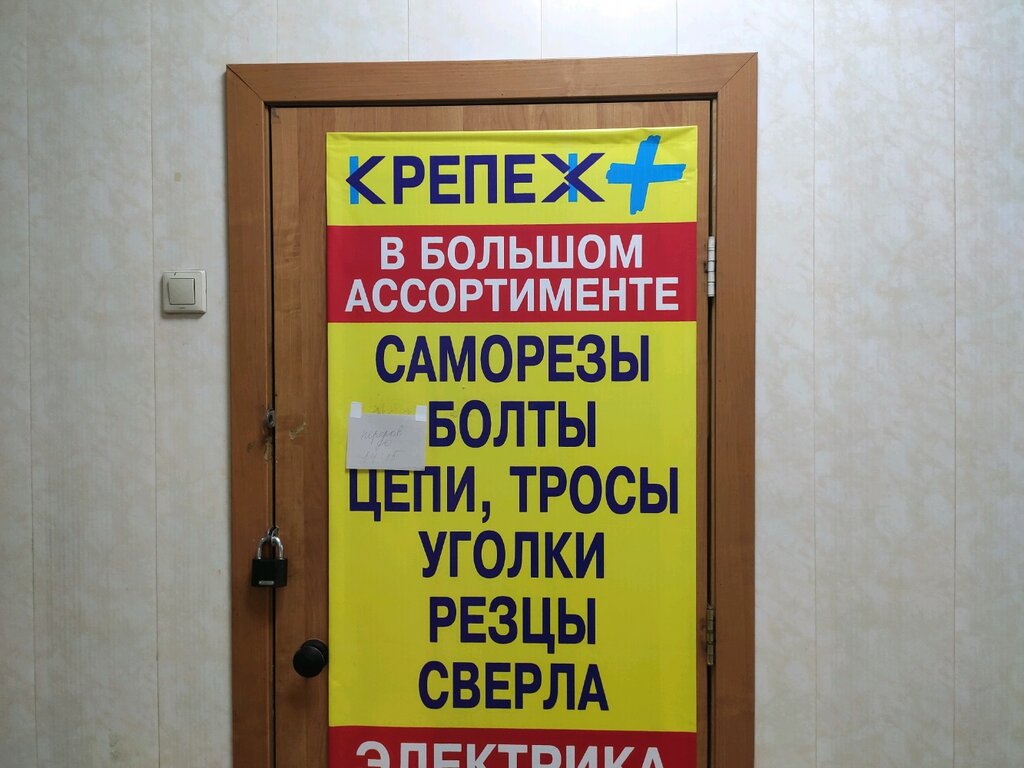 КРЕПЕЖ+
В БОЛЬШОМ
АССОРТИМЕНТЕ
САМОРЕЗЫ
БОЛТЫ
ЦЕПИ, ТРОСЫ
УГОЛКИ
РЕЗЦЫ
СВЕРЛА
ЭЛЕКТРИКА